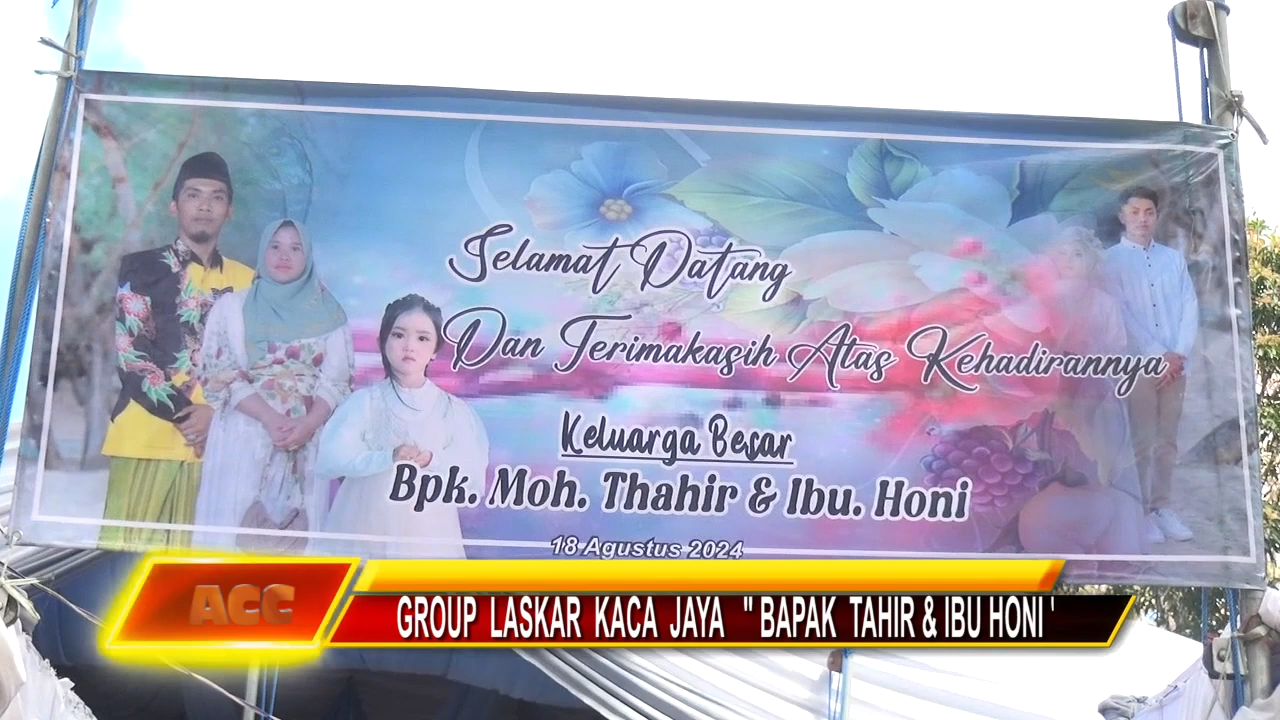 Selamat Datang
Dan Terimakasih Atas Kehadirannya
Keluarga Besar
Bpk. Moh. Thahir & Ibu. Honi
18 Agustus 2024
ACC
GROUP LASKAR KACA JAYA " BAPAK TAHIR & IBU HONI '